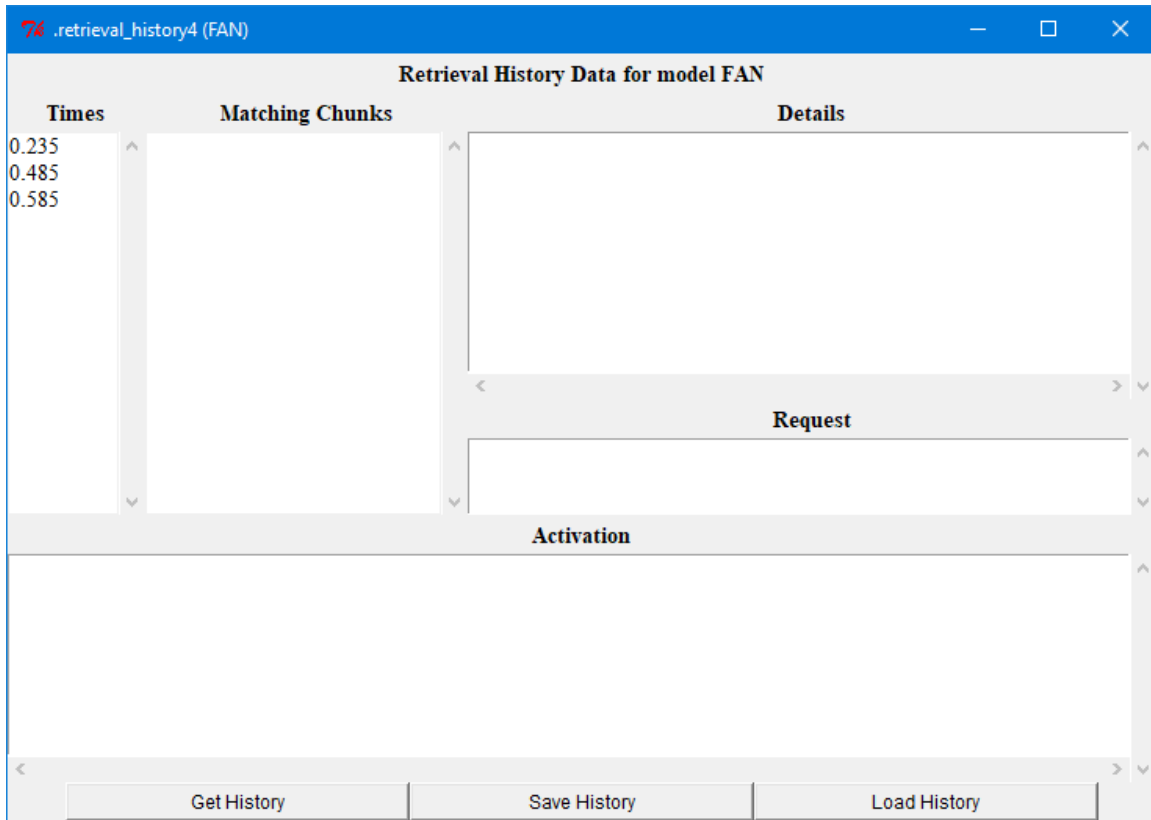 .retrieval_history4 (FAN)
Retrieval History Data for model FAN
Times
Matching Chunks
Details
0.235
0.485
0.585
Request
Activation
Get History
Save History
Load History